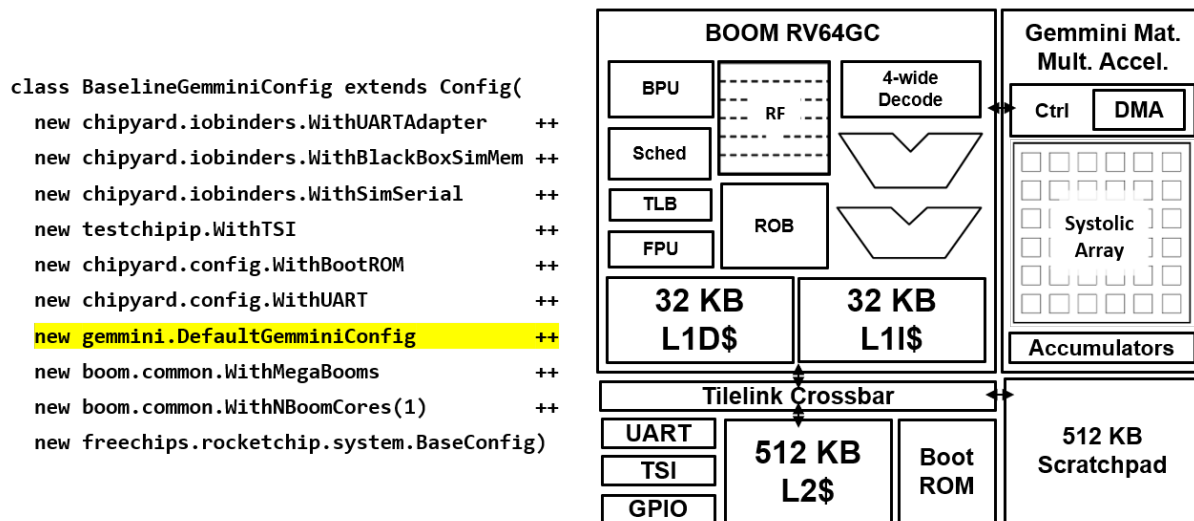 class BaselineGemminiConfig extends Config(
new chipyard.iobinders.WithUARTAdapter ++
new chipyard.iobinders.WithBlackBoxSimMem ++
new chipyard.iobinders.WithSimSerial ++
new testchipip.WithTSI ++
new chipyard.config.WithBootROM ++
new chipyard.config.WithUART ++
new gemmini.DefaultGemminiConfig ++
new boom.common.WithMegaBooms ++
new boom.common.WithNBoomCores(1) ++
new freechips.rocketchip.system.BaseConfig)
BOOM RV64GC
BPU
RF
4-wide
Decode
Sched
TLB
FPU
ROB
32 KB
L1D$
32 KB
L1I$
Gemmini Mat.
Mult. Accel.
Ctrl
DMA
Systolic
Array
Accumulators
Tilelink Crossbar
UART
TSI
GPIO
512 KB
L2$
Boot
ROM
512 KB
Scratchpad